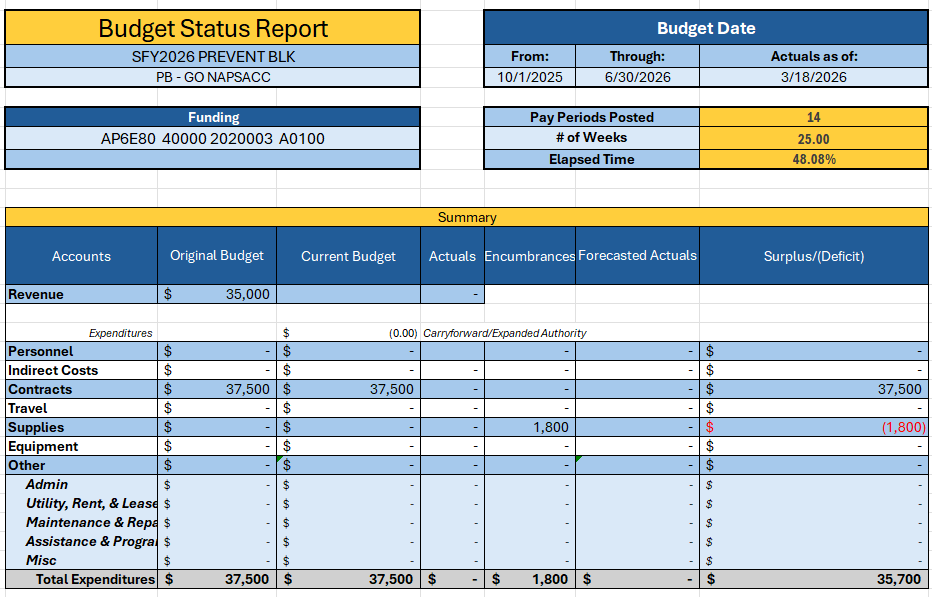 Budget Status Report
SFY2026 PREVENT BLK
PB - GO NAPSACC
Budget Date
From: Through: Actuals as of:
10/1/2025 6/30/2026 3/18/2026
Funding
AP6E80 40000 2020003 A0100
Pay Periods Posted 14
# of Weeks 25.00
Elapsed Time 48.08%
Summary
Accounts Original Budget Current Budget Actuals Encumbrances Forecasted Actuals Surplus/(Deficit)
Revenue $ 35,000 -
Expenditures $ (0.00) Carryforward/Expanded Authority
Personnel $ - $ - - - - $ -
Indirect Costs $ - $ - - - - $ -
Contracts $ 37,500 $ 37,500 - - - $ 37,500
Travel $ - $ - - - - $ -
Supplies $ - $ - - 1,800 - $ (1,800)
Equipment $ - $ - - - - $ -
Other $ - $ - - - - $ -
Admin $ - $ - - - - $ -
Utility, Rent, & Lease $ - $ - - - - $ -
Maintenance & Repa $ - $ - - - - $ -
Assistance & Progra $ - $ - - - - $ -
Misc $ - $ - - - - $ -
Total Expenditures $ 37,500 $ 37,500 $ - $ 1,800 $ - $ 35,700